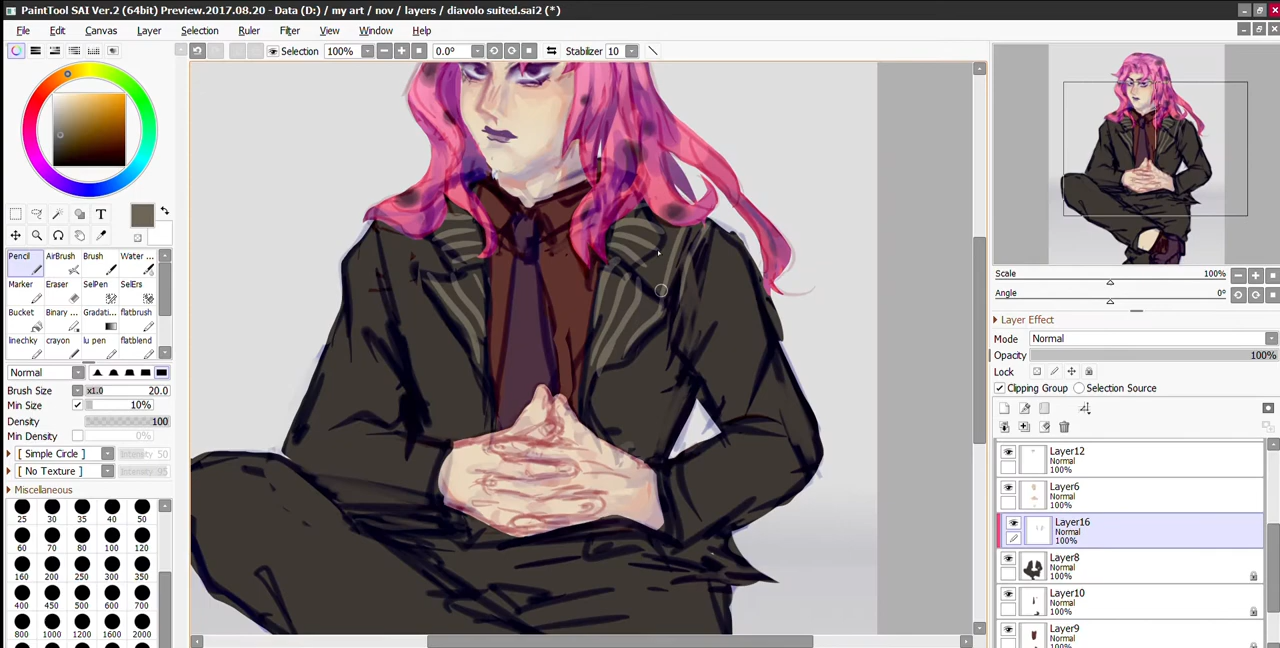 PaintTool SAI Ver.2 (64bit) Preview.2017.08.20 - Data (D:) / my art / nov / layers / diavolo suited.sai2 (*)
File Edit Canvas Layer Selection Ruler Filter View Window Help
Selection 100% 0.0° Stabilizer 10
T
Pencil AirBrush Brush Water ...
Marker Eraser SelPen SelErs
Bucket Binary ... Gradati... flatbrush
linechky crayon lu pen flatblend
Normal
Brush Size x1.0 20.0
Min Size 10%
Density 100
Min Density 0%
[ Simple Circle ] Intensity 50
[ No Texture ] Intensity 95
Miscellaneous
25 30 35 40 50
60 70 80 100 120
160 200 250 300 350
400 450 500 600 700
800 1000 1200 1600 2000
Scale 100%
Angle 0°
Layer Effect
Mode Normal
Opacity 100%
Lock
Clipping Group Selection Source
Layer12
Normal
100%
Layer6
Normal
100%
Layer16
Normal
100%
Layer8
Normal
100%
Layer10
Normal
100%
Layer9
Normal
100%